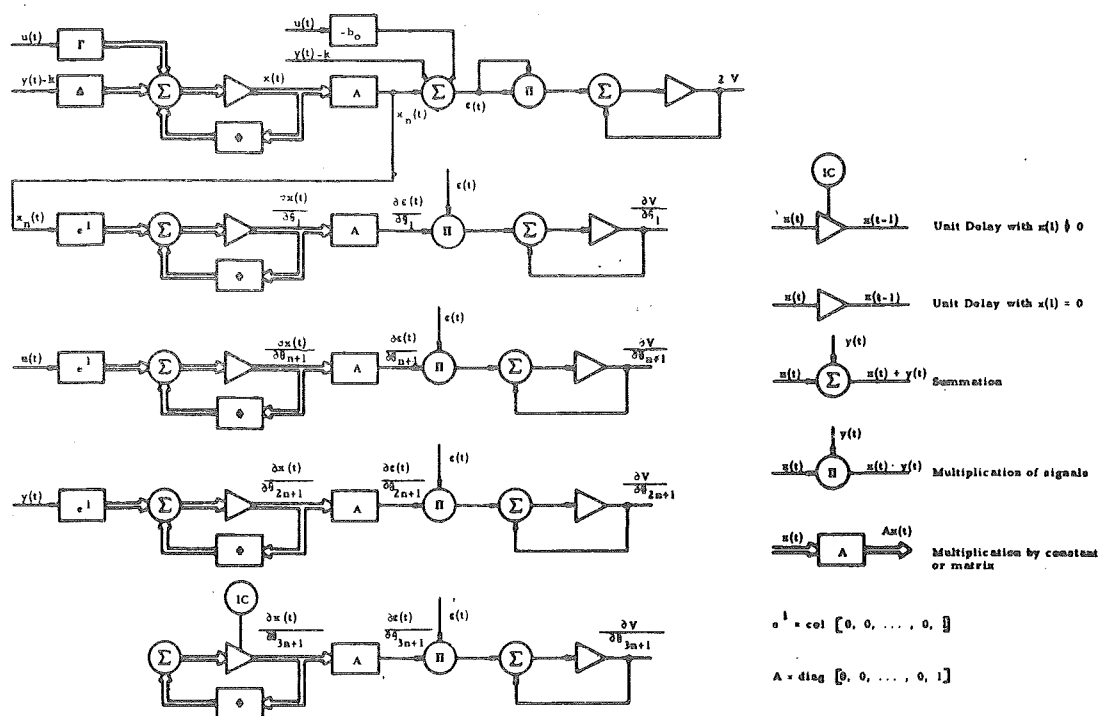 u(t) Γ
u(t) -b₀
y(t)-k Δ Σ x(t) A xₙ(t)
y(t)-k Σ ε(t) Π Σ 2 V
Φ
xₙ(t) e¹ Σ ∂x(t)/∂θ₁ A ∂ε(t)/∂θ₁ ε(t) Π Σ ∂V/∂θ₁
Φ
u(t) e¹ Σ ∂x(t)/∂θₙ₊₁ A ∂ε(t)/∂θₙ₊₁ ε(t) Π Σ ∂V/∂θₙ₊₁
Φ
y(t) e¹ Σ ∂x(t)/∂θ₂ₙ₊₁ A ∂ε(t)/∂θ₂ₙ₊₁ ε(t) Π Σ ∂V/∂θ₂ₙ₊₁
Φ
IC
Σ ∂x(t)/∂θ₃ₙ₊₁ A ∂ε(t)/∂θ₃ₙ₊₁ ε(t) Π Σ ∂V/∂θ₃ₙ₊₁
Φ
IC
x(t) x(t-1) Unit Delay with x(1) ≠ 0
x(t) x(t-1) Unit Delay with x(1) = 0
y(t)
x(t) Σ x(t) + y(t) Summation
y(t)
x(t) Π x(t) · y(t) Multiplication of signals
x(t) A Ax(t) Multiplication by constant
or matrix
e¹ = col [0, 0, ... , 0, 1]
A = diag [0, 0, ... , 0, 1]